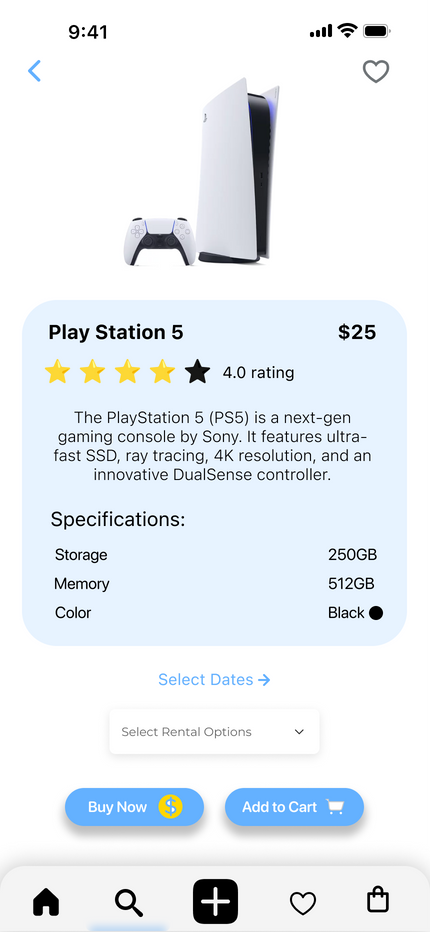 9:41
Play Station 5 $25
4.0 rating
The PlayStation 5 (PS5) is a next-gen
gaming console by Sony. It features ultra-
fast SSD, ray tracing, 4K resolution, and an
innovative DualSense controller.
Specifications:
Storage 250GB
Memory 512GB
Color Black
Select Dates
Select Rental Options
Buy Now $ Add to Cart